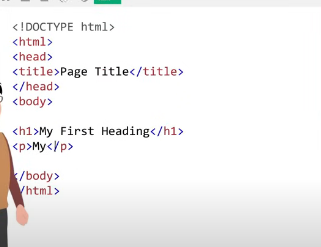 <!DOCTYPE html>
<html>
<head>
<title>Page Title</title>
</head>
<body>
<h1>My First Heading</h1>
<p>My</p>
</body>
/html>